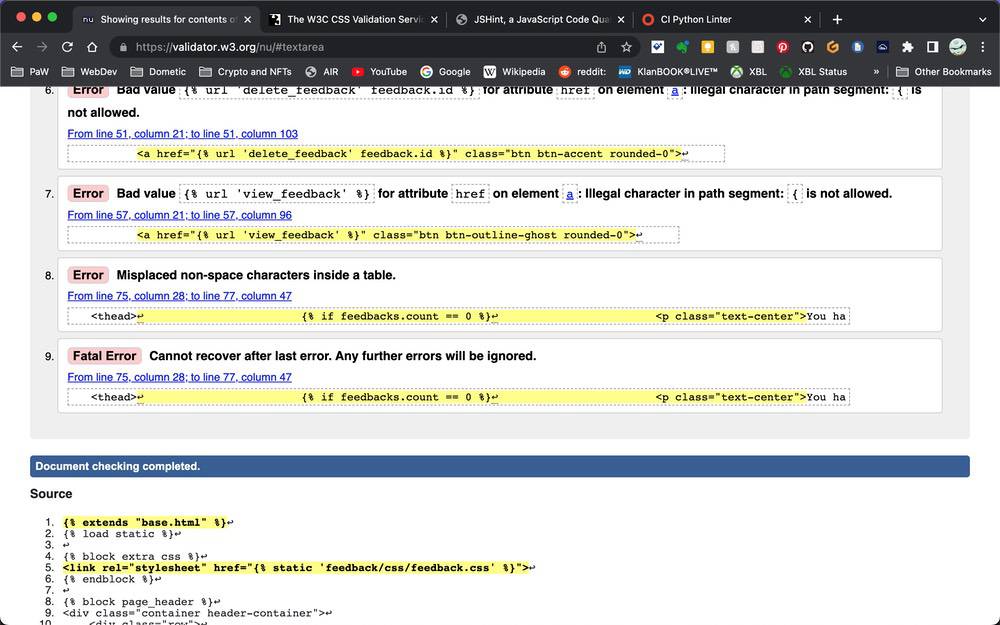 Showing results for contents of
The W3C CSS Validation Servic
JSHint, a JavaScript Code Qua
CI Python Linter
https://validator.w3.org/nu/#textarea
PaW
WebDev
Dometic
Crypto and NFTs
AIR
YouTube
Google
Wikipedia
reddit:
KlanBOOK®LIVE™
XBL
XBL Status
»
Other Bookmarks
6. Error Bad value {% url 'delete_feedback' feedback.id %} for attribute href on element a: Illegal character in path segment: { is
not allowed.
From line 51, column 21; to line 51, column 103
<a href="{% url 'delete_feedback' feedback.id %}" class="btn btn-accent rounded-0">↩
7. Error Bad value {% url 'view_feedback' %} for attribute href on element a: Illegal character in path segment: { is not allowed.
From line 57, column 21; to line 57, column 96
<a href="{% url 'view_feedback' %}" class="btn btn-outline-ghost rounded-0">↩
8. Error Misplaced non-space characters inside a table.
From line 75, column 28; to line 77, column 47
<thead>↩ {% if feedbacks.count == 0 %}↩ <p class="text-center">You ha
9. Fatal Error Cannot recover after last error. Any further errors will be ignored.
From line 75, column 28; to line 77, column 47
<thead>↩ {% if feedbacks.count == 0 %}↩ <p class="text-center">You ha
Document checking completed.
Source
1. {% extends "base.html" %}↩
2. {% load static %}↩
3. ↩
4. {% block extra_css %}↩
5. <link rel="stylesheet" href="{% static 'feedback/css/feedback.css' %}">↩
6. {% endblock %}↩
7. ↩
8. {% block page_header %}↩
9. <div class="container header-container">↩
10. <div class="row">↩